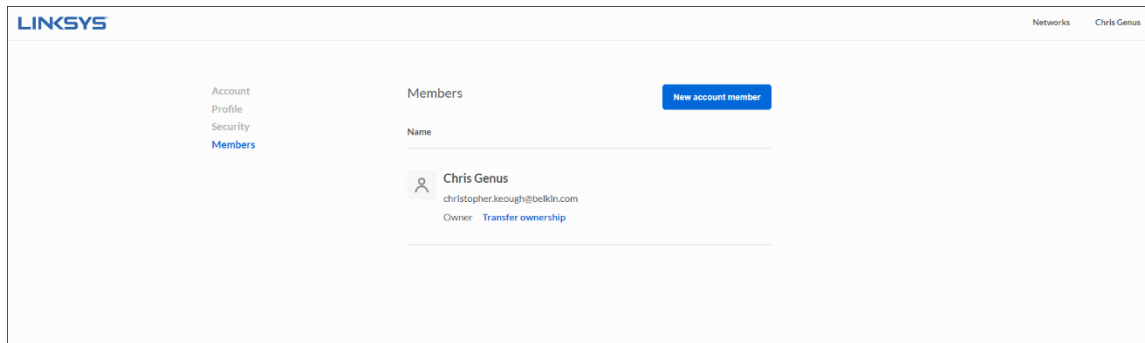 LINKSYS
Networks Chris Genus
Account
Profile
Security
Members
Members
New account member
Name
Chris Genus
christopher.keough@belkin.com
Owner Transfer ownership